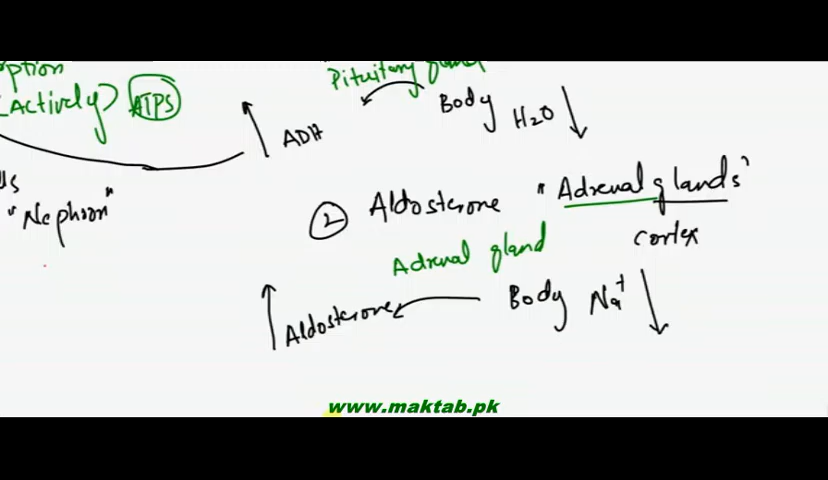 ption
Pituitary gland
(Actively) ATPs
Body H₂O ↓
↑ ADH
"Nephron"
② Aldosterone "Adrenal glands"
cortex
Adrenal gland
↑ Aldosterone ← Body Na⁺ ↓
www.maktab.pk